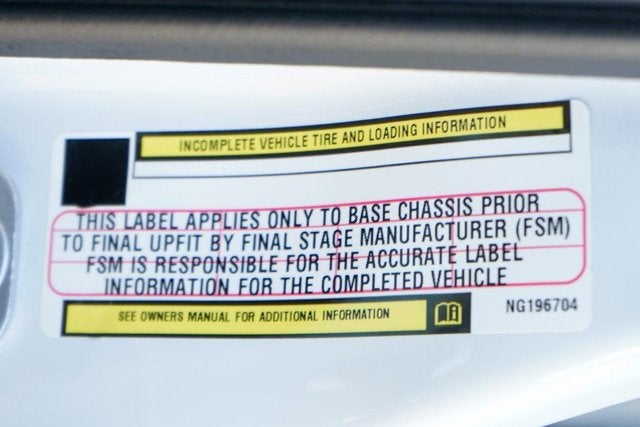 INCOMPLETE VEHICLE TIRE AND LOADING INFORMATION
THIS LABEL APPLIES ONLY TO BASE CHASSIS PRIOR
TO FINAL UPFIT BY FINAL STAGE MANUFACTURER (FSM)
FSM IS RESPONSIBLE FOR THE ACCURATE LABEL
INFORMATION FOR THE COMPLETED VEHICLE
SEE OWNERS MANUAL FOR ADDITIONAL INFORMATION
NG196704